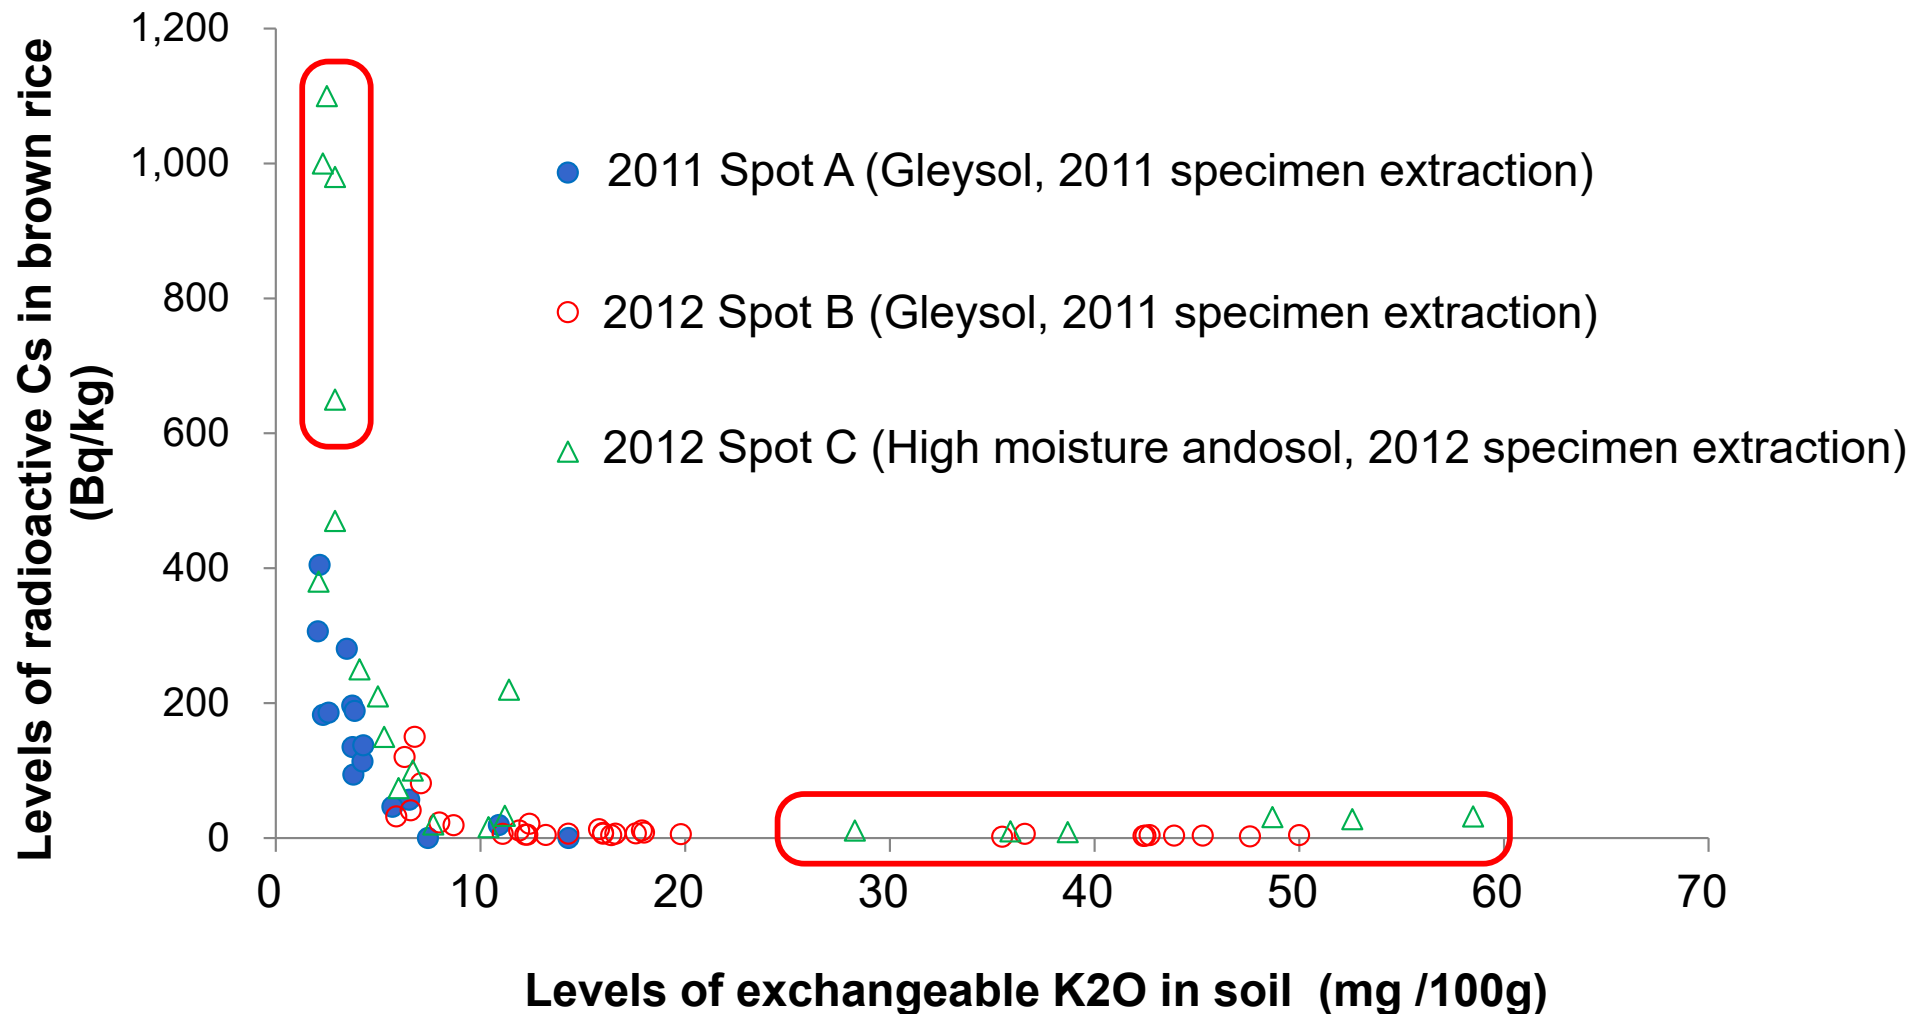 Levels of radioactive Cs in brown rice
(Bq/kg)
1,200
1,000
800
600
400
200
0
2011 Spot A (Gleysol, 2011 specimen extraction)
2012 Spot B (Gleysol, 2011 specimen extraction)
2012 Spot C (High moisture andosol, 2012 specimen extraction)
0 10 20 30 40 50 60 70
Levels of exchangeable K2O in soil (mg /100g)